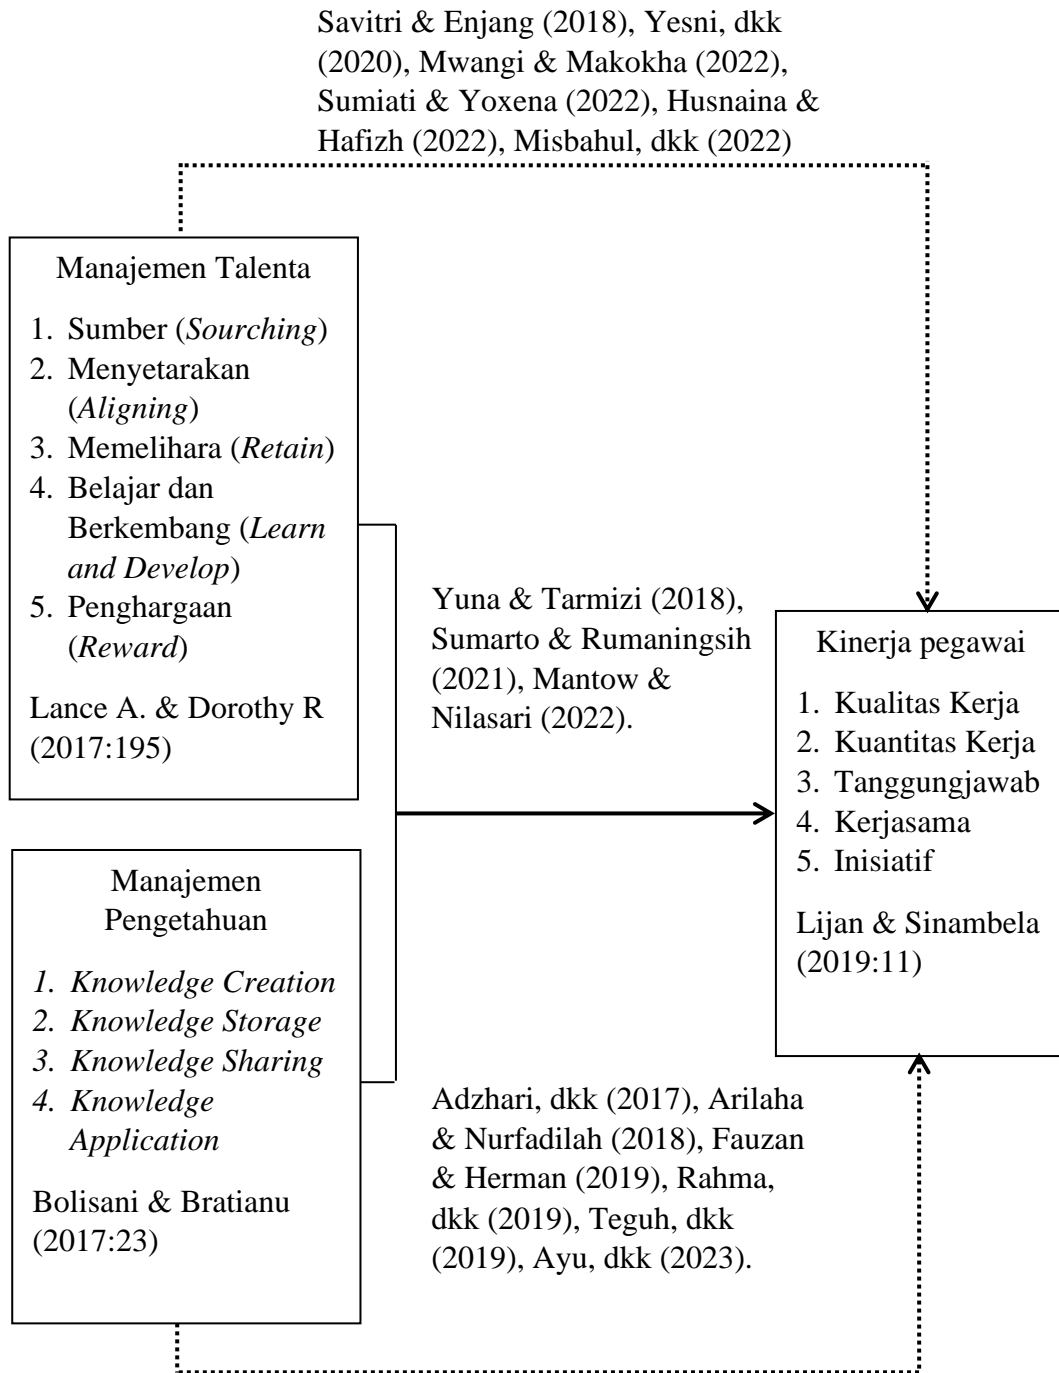 Savitri & Enjang (2018), Yesni, dkk
(2020), Mwangi & Makokha (2022),
Sumiati & Yoxena (2022), Husnaina &
Hafizh (2022), Misbahul, dkk (2022)
Manajemen Talenta
1. Sumber (Sourching)
2. Menyetarakan
(Aligning)
3. Memelihara (Retain)
4. Belajar dan
Berkembang (Learn
and Develop)
5. Penghargaan
(Reward)
Lance A. & Dorothy R
(2017:195)
Yuna & Tarmizi (2018),
Sumarto & Rumaningsih
(2021), Mantow &
Nilasari (2022).
Kinerja pegawai
1. Kualitas Kerja
2. Kuantitas Kerja
3. Tanggungjawab
4. Kerjasama
5. Inisiatif
Lijan & Sinambela
(2019:11)
Manajemen
Pengetahuan
1. Knowledge Creation
2. Knowledge Storage
3. Knowledge Sharing
4. Knowledge
Application
Bolisani & Bratianu
(2017:23)
Adzhari, dkk (2017), Arilaha
& Nurfadilah (2018), Fauzan
& Herman (2019), Rahma,
dkk (2019), Teguh, dkk
(2019), Ayu, dkk (2023).